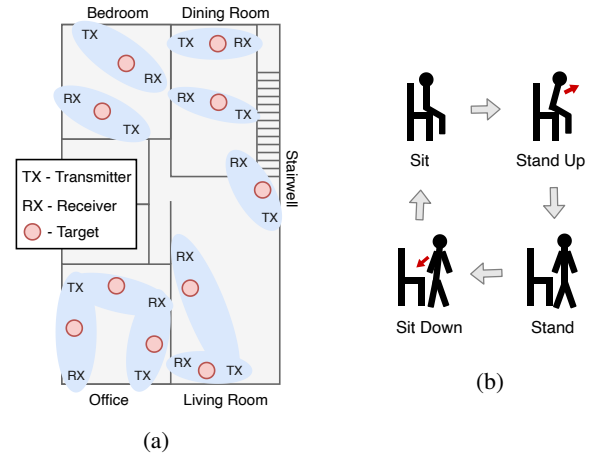 Bedroom
Dining Room
TX
RX
TX
RX
RX
TX
RX
TX
RX
TX
Stairwell
TX - Transmitter
RX - Receiver
- Target
TX
RX
RX
TX
RX
RX
TX
Office
Living Room
(a)
Sit
Stand Up
Sit Down
Stand
(b)